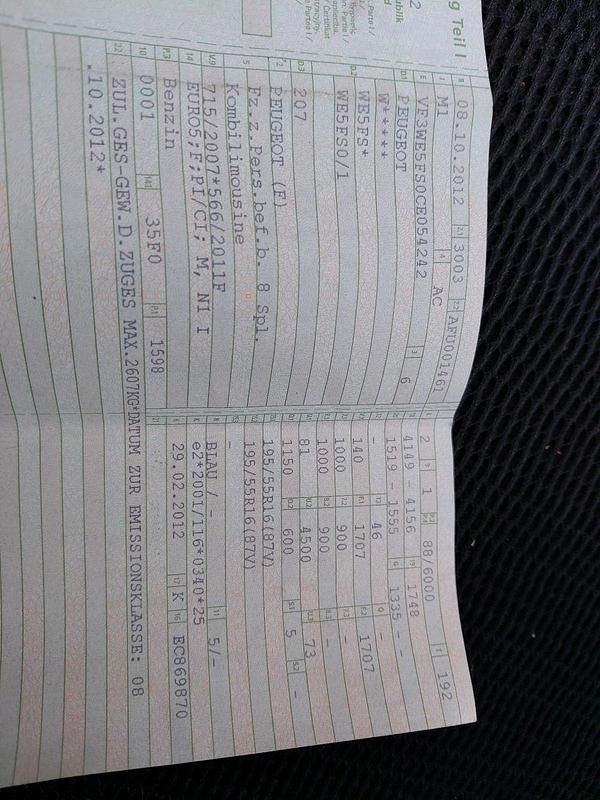 g Teil I
08.10.2012 3003 AFU001461
M1 AC
VF3WE5FS0CE054242 6
PEUGEOT
W*****
WE5FS*
WE5FS0/1
207
PEUGEOT (F)
Fz.z.Pers.bef.b. 8 Spl.
Kombilimousine
715/2007*566/2011F
EURO5;F;PI/CI; M, NI I
Benzin
0001 35F0 1598
2 1 88/6000 192
4149 - 4156 1748
1519 - 1555 1335 - -
- 46 -
140 1707 1707
1000 900 -
1000 900 -
81 4500 73
1150 600 5 -
195/55R16(87V)
195/55R16(87V)
-
BLAU / - 5/-
e2*2001/116*0340*25
29.02.2012 K EC869870
ZUL.GES-GEW.D.ZUGES MAX.2607KG*DATUM ZUR EMISSIONSKLASSE: 08
.10.2012*